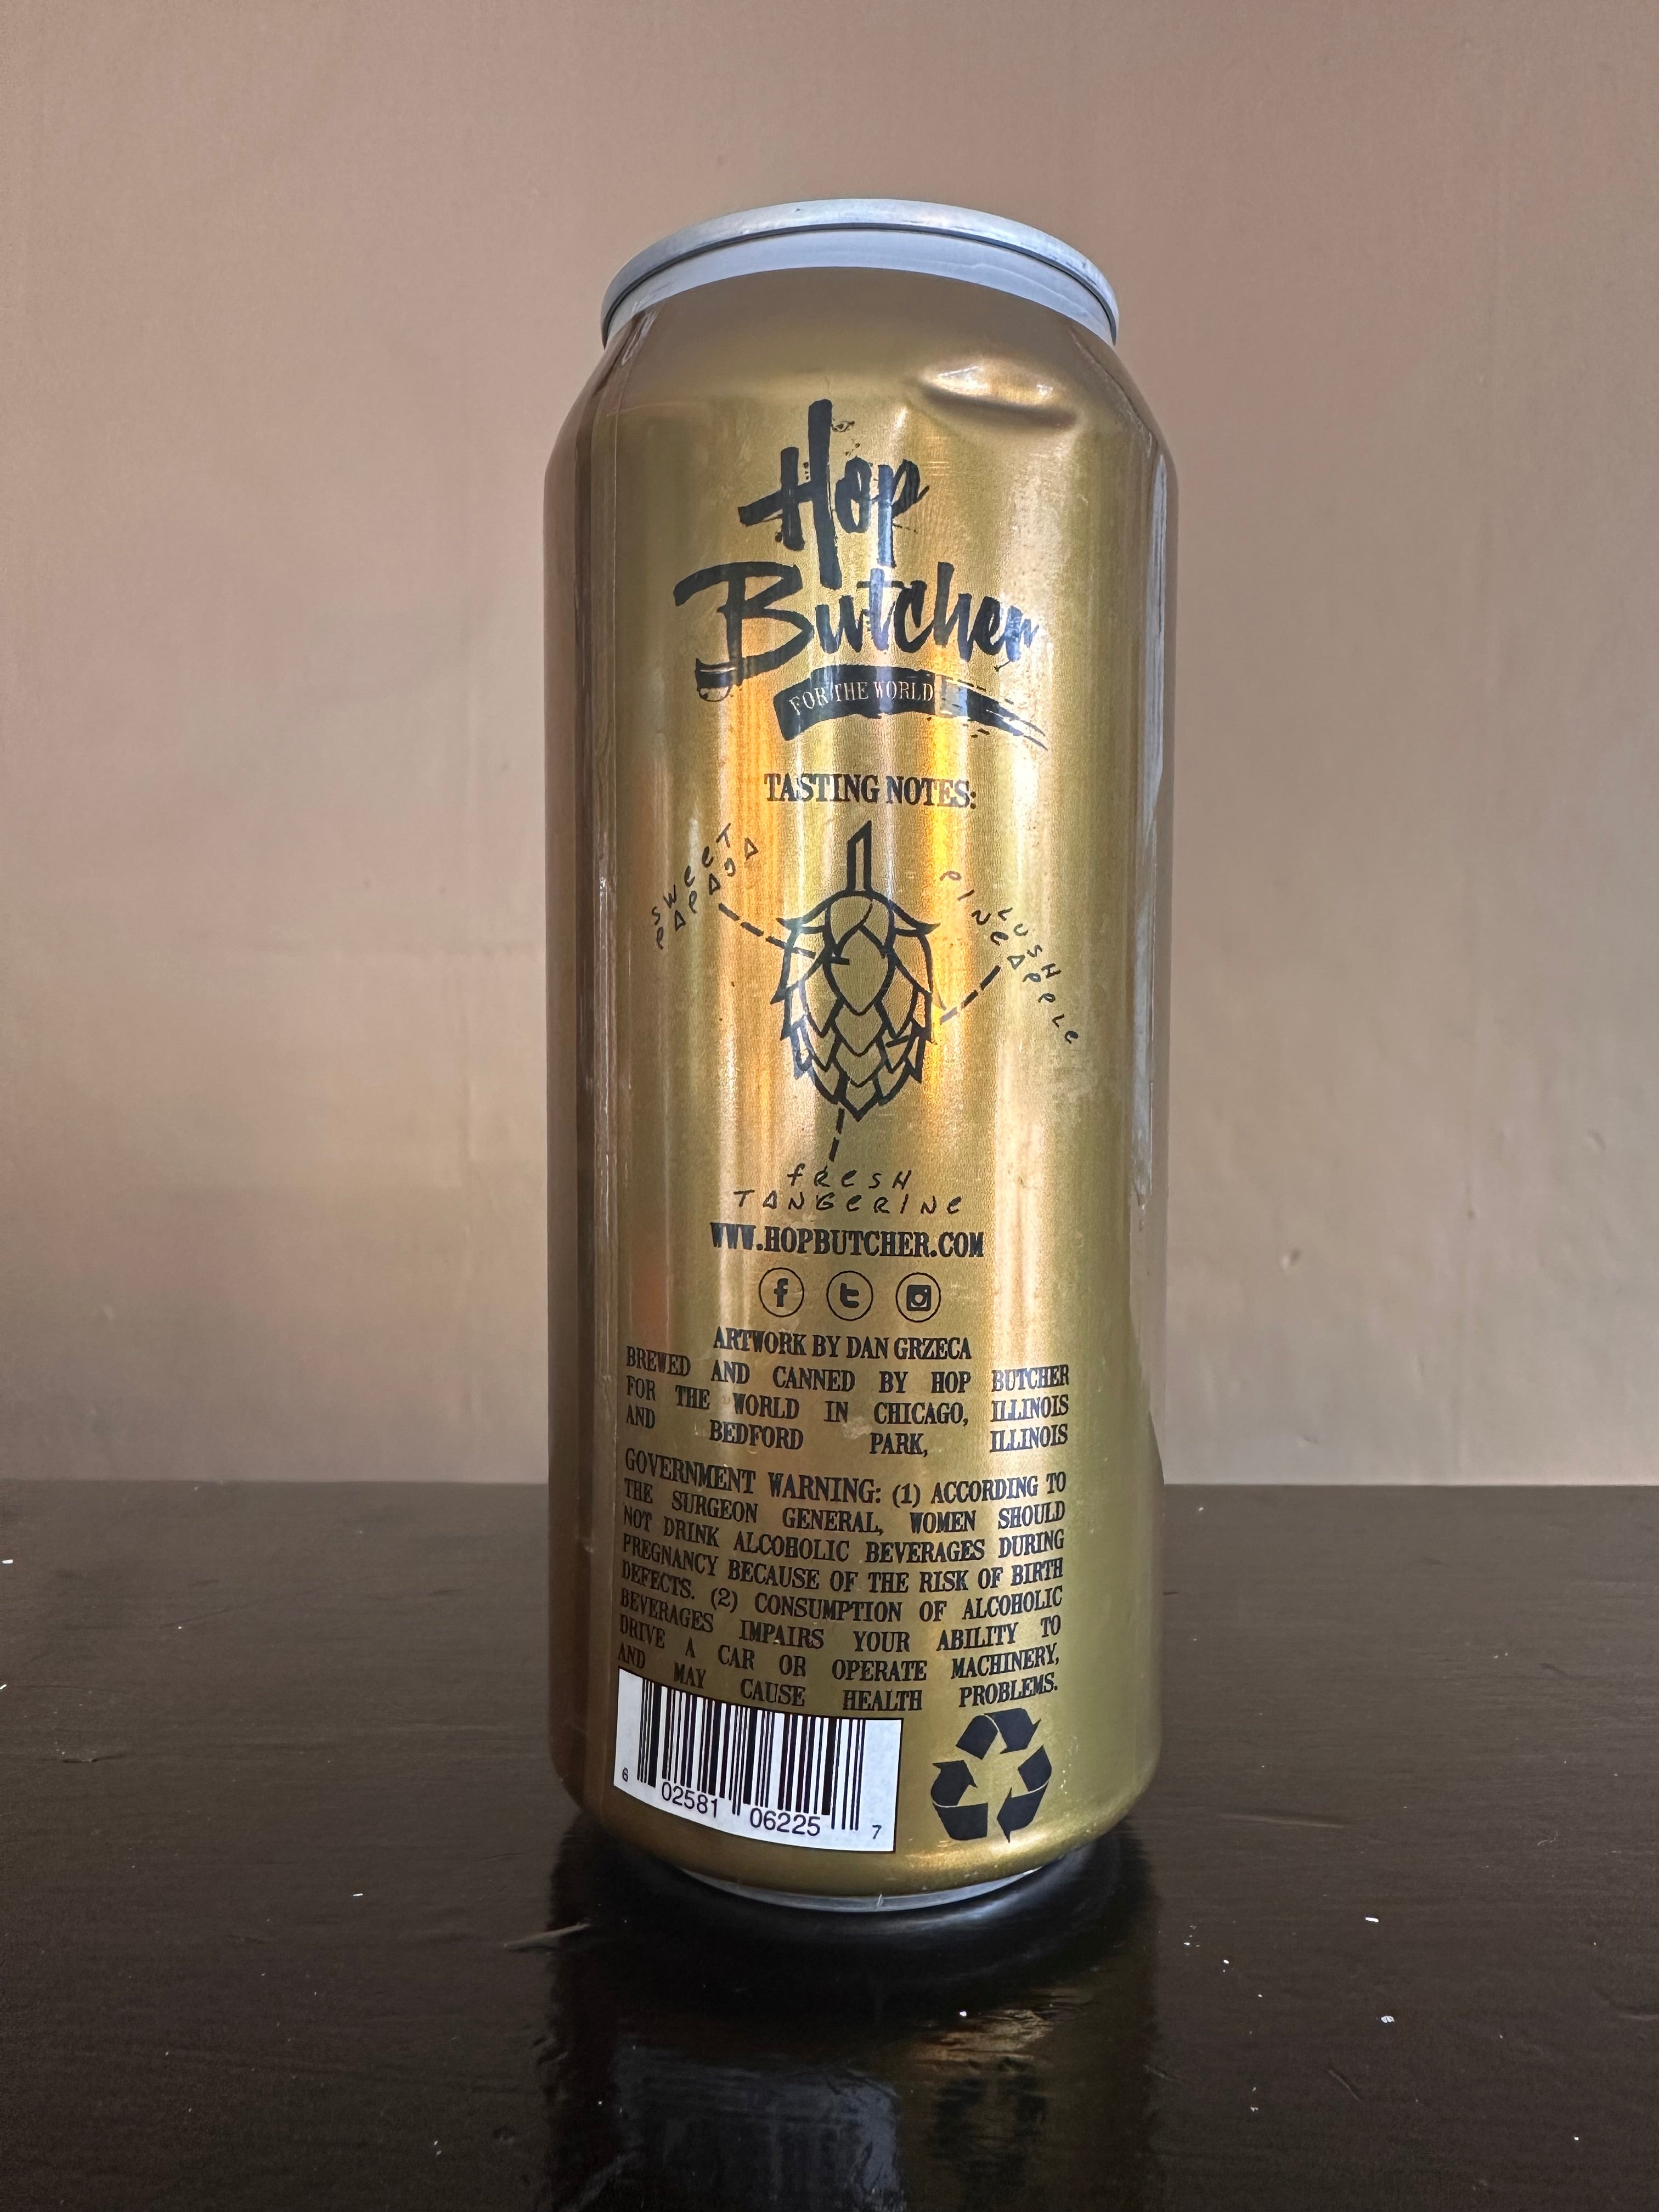 Hop
Butcher
FOR THE WORLD
TASTING NOTES:
SWEET
PAPAYA
LUSH
PINEAPPLE
FRESH
TANGERINE
WWW.HOPBUTCHER.COM
ARTWORK BY DAN GRZECA
BREWED AND CANNED BY HOP BUTCHER
FOR THE WORLD IN CHICAGO, ILLINOIS
AND BEDFORD PARK, ILLINOIS
GOVERNMENT WARNING: (1) ACCORDING TO
THE SURGEON GENERAL, WOMEN SHOULD
NOT DRINK ALCOHOLIC BEVERAGES DURING
PREGNANCY BECAUSE OF THE RISK OF BIRTH
DEFECTS. (2) CONSUMPTION OF ALCOHOLIC
BEVERAGES IMPAIRS YOUR ABILITY TO
DRIVE A CAR OR OPERATE MACHINERY,
AND MAY CAUSE HEALTH PROBLEMS.
6 02581 06225 7